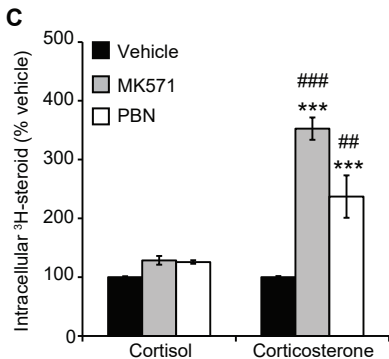 C
Intracellular ³H-steroid (% vehicle)
500
400
300
200
100
0
Vehicle
MK571
PBN
###
***
##
***
Cortisol
Corticosterone